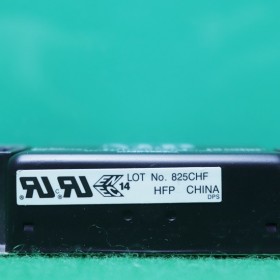 LOT No. 825CHF
14
HFP CHINA
DPS